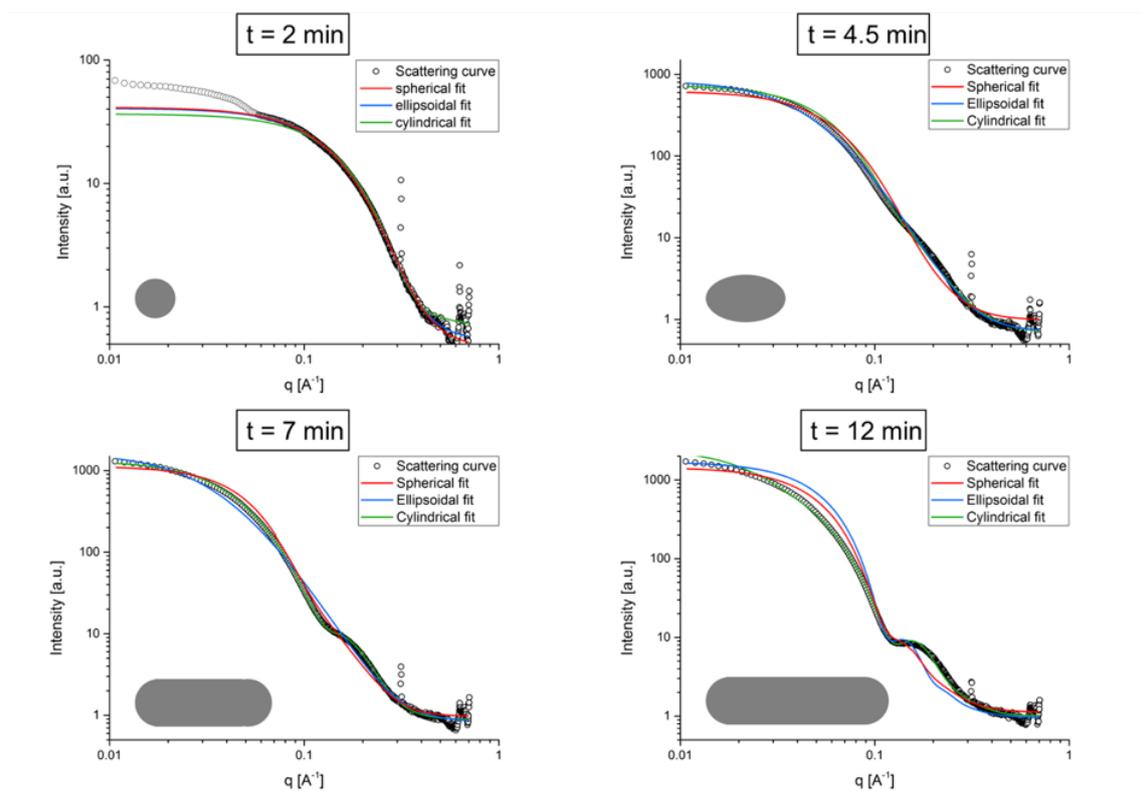 t = 2 min
100
10
1
0.01
0.1
1
Intensity [a.u.]
q [A⁻¹]
Scattering curve
spherical fit
ellipsoidal fit
cylindrical fit
t = 4.5 min
1000
100
10
1
0.01
0.1
1
Intensity [a.u.]
q [A⁻¹]
Scattering curve
Spherical fit
Ellipsoidal fit
Cylindrical fit
t = 7 min
1000
100
10
1
0.01
0.1
1
Intensity [a.u.]
q [A⁻¹]
Scattering curve
Spherical fit
Ellipsoidal fit
Cylindrical fit
t = 12 min
1000
100
10
1
0.01
0.1
1
Intensity [a.u.]
q [A⁻¹]
Scattering curve
Spherical fit
Ellipsoidal fit
Cylindrical fit